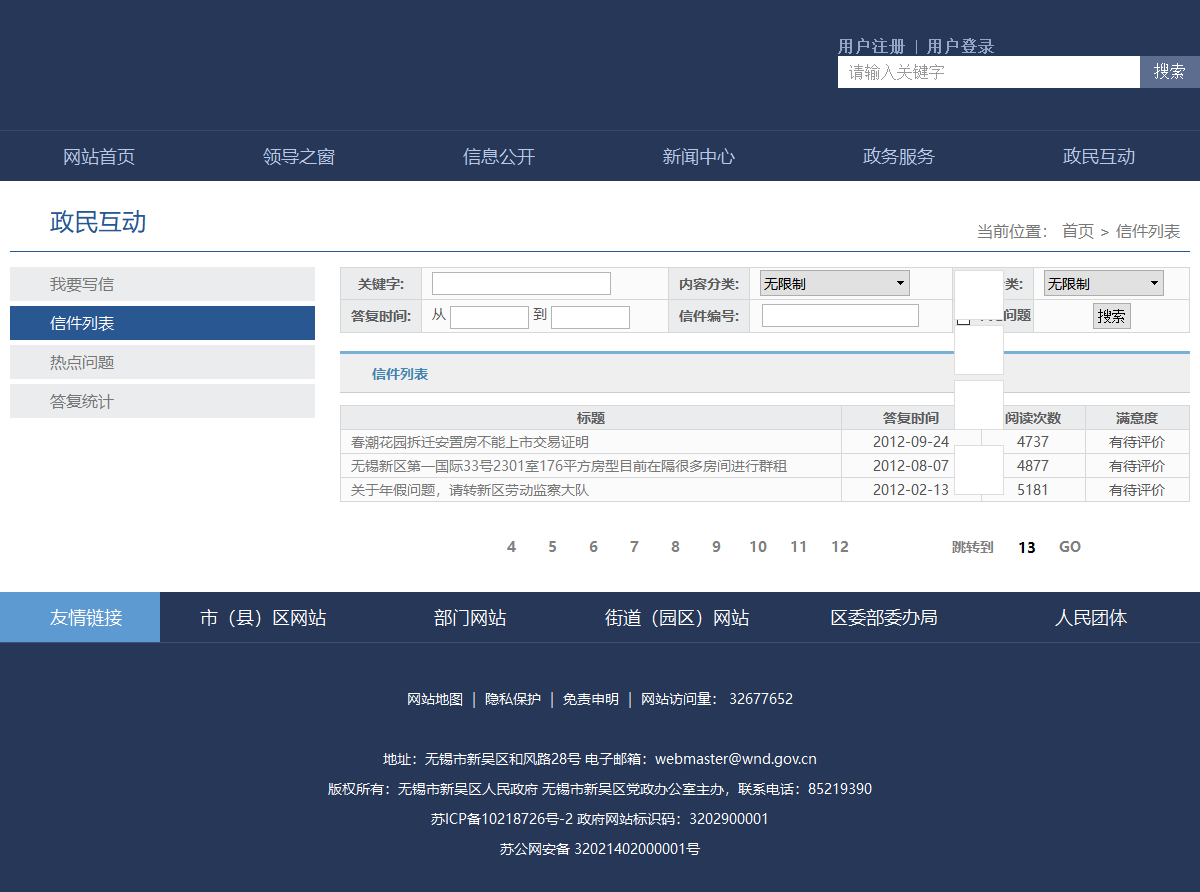 用户注册 | 用户登录
请输入关键字 搜索
网站首页 领导之窗 信息公开 新闻中心 政务服务 政民互动
政民互动
当前位置： 首页 > 信件列表
我要写信
信件列表
热点问题
答复统计
关键字: 内容分类: 无限制 类: 无限制
答复时间: 从 到 信件编号: 问题 搜索
信件列表
标题 答复时间 阅读次数 满意度
春潮花园拆迁安置房不能上市交易证明 2012-09-24 4737 有待评价
无锡新区第一国际33号2301室176平方房型目前在隔很多房间进行群租 2012-08-07 4877 有待评价
关于年假问题，请转新区劳动监察大队 2012-02-13 5181 有待评价
4 5 6 7 8 9 10 11 12 跳转到 13 GO
友情链接 市（县）区网站 部门网站 街道（园区）网站 区委部委办局 人民团体
网站地图 | 隐私保护 | 免责申明 | 网站访问量： 32677652
地址：无锡市新吴区和风路28号 电子邮箱：webmaster@wnd.gov.cn
版权所有：无锡市新吴区人民政府 无锡市新吴区党政办公室主办，联系电话：85219390
苏ICP备10218726号-2 政府网站标识码：3202900001
苏公网安备 32021402000001号